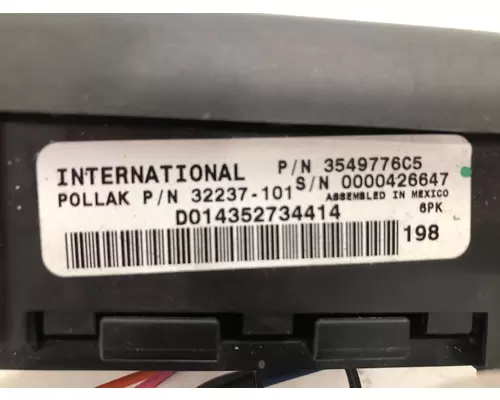 INTERNATIONAL P/N 3549776C5
POLLAK P/N 32237-101 S/N 0000426647
ASSEMBLED IN MEXICO
D014352734414 6PK
198